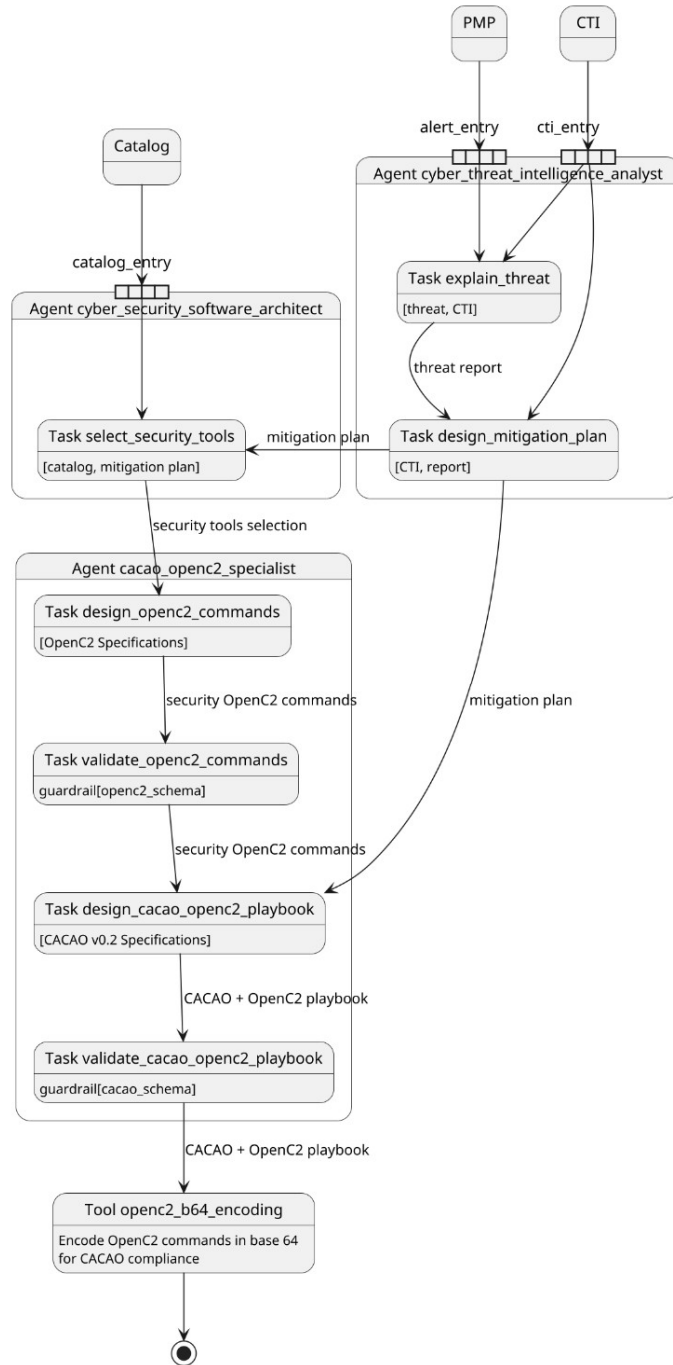 PMP
CTI
alert_entry
cti_entry
Catalog
Agent cyber_threat_intelligence_analyst
catalog_entry
Task explain_threat
[threat, CTI]
Agent cyber_security_software_architect
threat report
Task select_security_tools
[catalog, mitigation plan]
mitigation plan
Task design_mitigation_plan
[CTI, report]
security tools selection
Agent cacao_openc2_specialist
Task design_openc2_commands
[OpenC2 Specifications]
security OpenC2 commands
mitigation plan
Task validate_openc2_commands
guardrail[openc2_schema]
security OpenC2 commands
Task design_cacao_openc2_playbook
[CACAO v0.2 Specifications]
CACAO + OpenC2 playbook
Task validate_cacao_openc2_playbook
guardrail[cacao_schema]
CACAO + OpenC2 playbook
Tool openc2_b64_encoding
Encode OpenC2 commands in base 64
for CACAO compliance